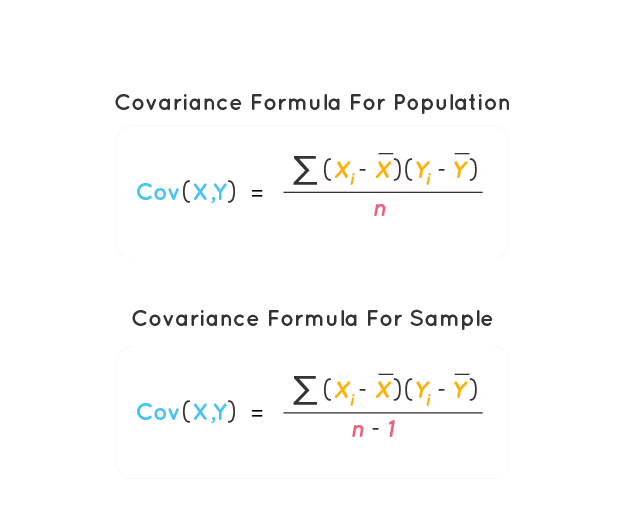 Covariance Formula For Population
Cov(X,Y) = ∑(Xᵢ - X̅)(Yᵢ - Y̅)
n
Covariance Formula For Sample
Cov(X,Y) = ∑(Xᵢ - X̅)(Yᵢ - Y̅)
n - 1